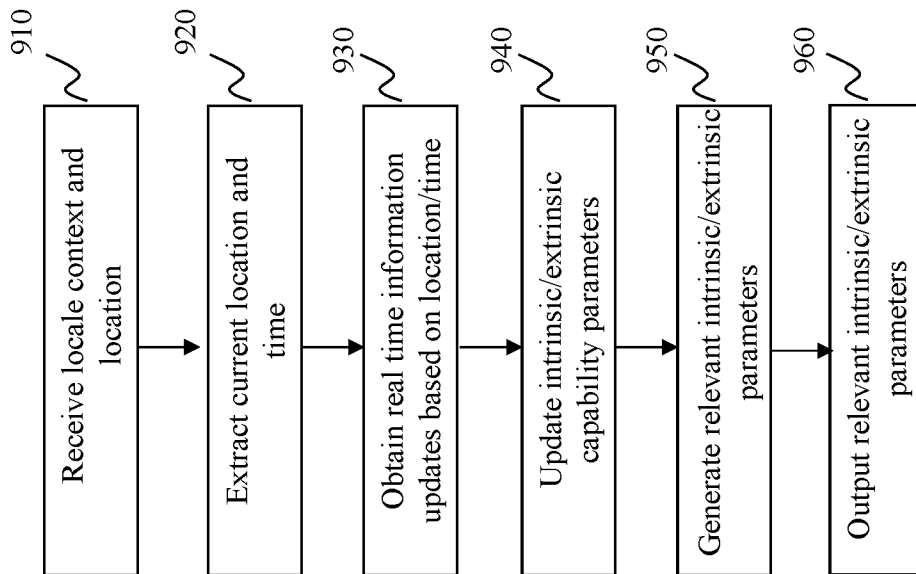 Receive locale context and
location
910
Extract current location and
time
920
Obtain real time information
updates based on location/time
930
Update intrinsic/extrinsic
capability parameters
940
Generate relevant intrinsic/extrinsic
parameters
950
Output relevant intrinsic/extrinsic
parameters
960